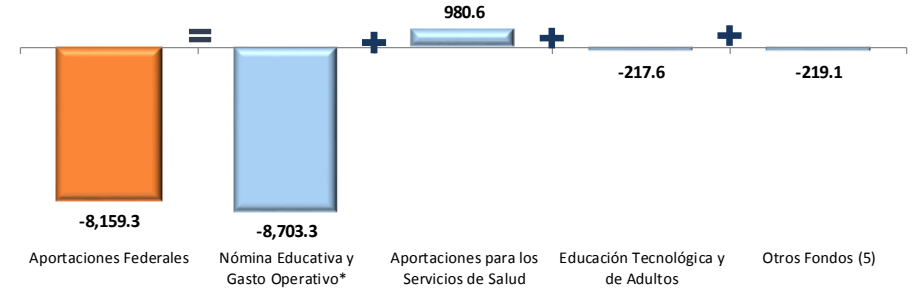 980.6
=
+
+
+
-217.6
-219.1
-8,159.3
-8,703.3
Aportaciones Federales
Nómina Educativa y
Gasto Operativo*
Aportaciones para los
Servicios de Salud
Educación Tecnológica y
de Adultos
Otros Fondos (5)